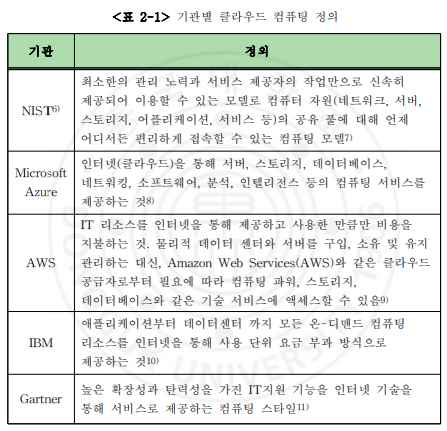 <표 2-1> 기관별 클라우드 컴퓨팅 정의
기관
정의
NIST6)
최소한의 관리 노력과 서비스 제공자의 작업만으로 신속히
제공되어 이용할 수 있는 모델로 컴퓨터 자원(네트워크, 서버,
스토리지, 어플리케이션, 서비스 등)의 공유 풀에 대해 언제
어디서든 편리하게 접속할 수 있는 컴퓨팅 모델7)
Microsoft
Azure
인터넷(클라우드)을 통해 서버, 스토리지, 데이터베이스,
네트워킹, 소프트웨어, 분석, 인텔리전스 등의 컴퓨팅 서비스를
제공하는 것8)
AWS
IT 리소스를 인터넷을 통해 제공하고 사용한 만큼만 비용을
지불하는 것. 물리적 데이터 센터와 서버를 구입, 소유 및 유지
관리하는 대신, Amazon Web Services(AWS)와 같은 클라우드
공급자로부터 필요에 따라 컴퓨팅 파워, 스토리지,
데이터베이스와 같은 기술 서비스에 액세스할 수 있음9)
IBM
애플리케이션부터 데이터센터 까지 모든 온-디맨드 컴퓨팅
리소스를 인터넷을 통해 사용 단위 요금 부과 방식으로
제공하는 것10)
Gartner
높은 확장성과 탄력성을 가진 IT지원 기능을 인터넷 기술을
통해 서비스로 제공하는 컴퓨팅 스타일11)